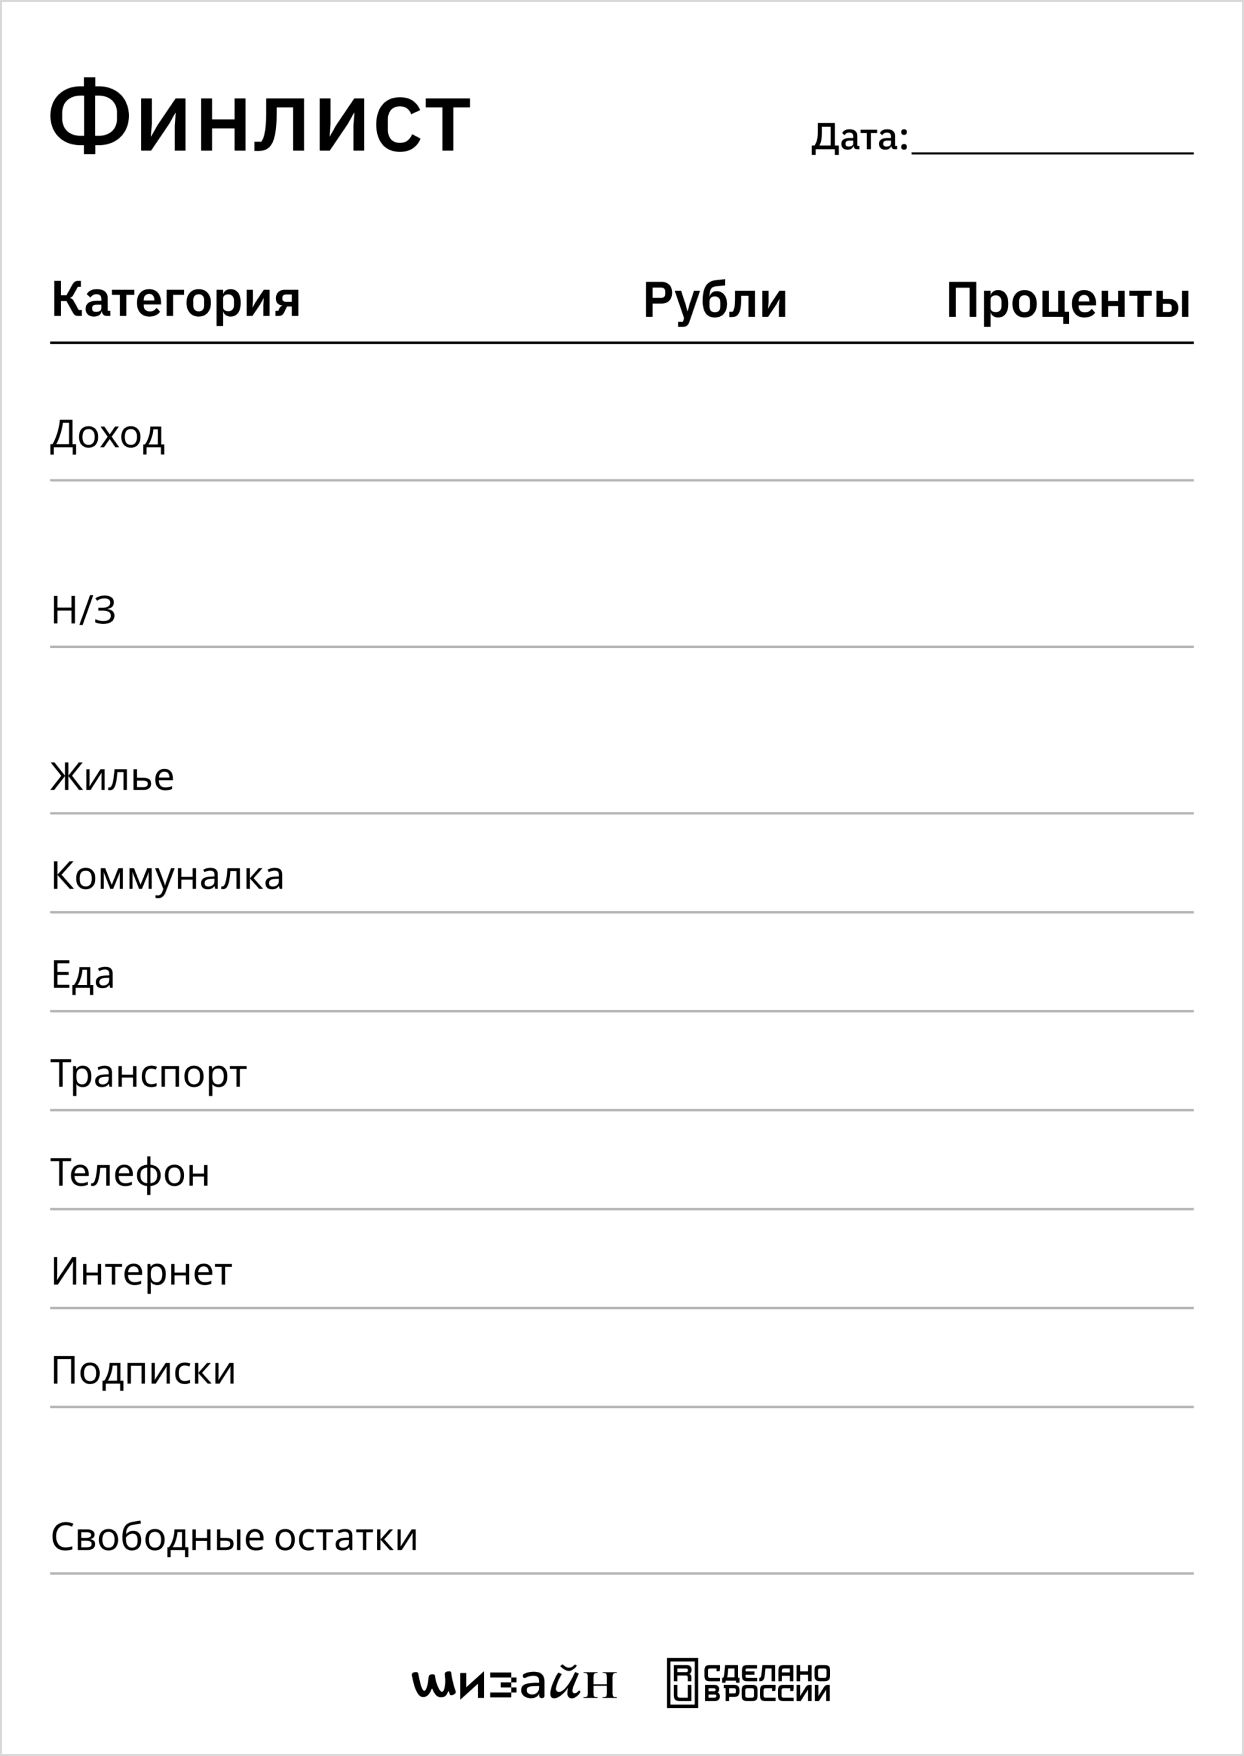 Финлист
Дата:
Категория Рубли Проценты
Доход
Н/З
Жилье
Коммуналка
Еда
Транспорт
Телефон
Интернет
Подписки
Свободные остатки
шизайн
RU СДЕЛАНО
В РОССИИ